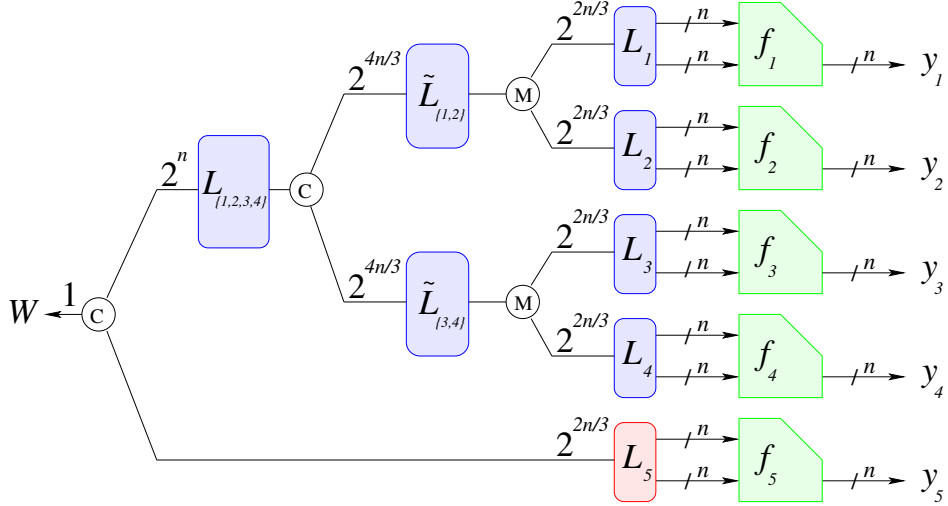 2^{2n/3} L_1 n n f_1 n y_1
2^{4n/3} L̃_{{1,2}} M
2^{2n/3} L_2 n n f_2 n y_2
2^n L_{{1,2,3,4}} C
2^{2n/3} L_3 n n f_3 n y_3
W 1 C
2^{4n/3} L̃_{{3,4}} M
2^{2n/3} L_4 n n f_4 n y_4
2^{2n/3} L_5 n n f_5 n y_5